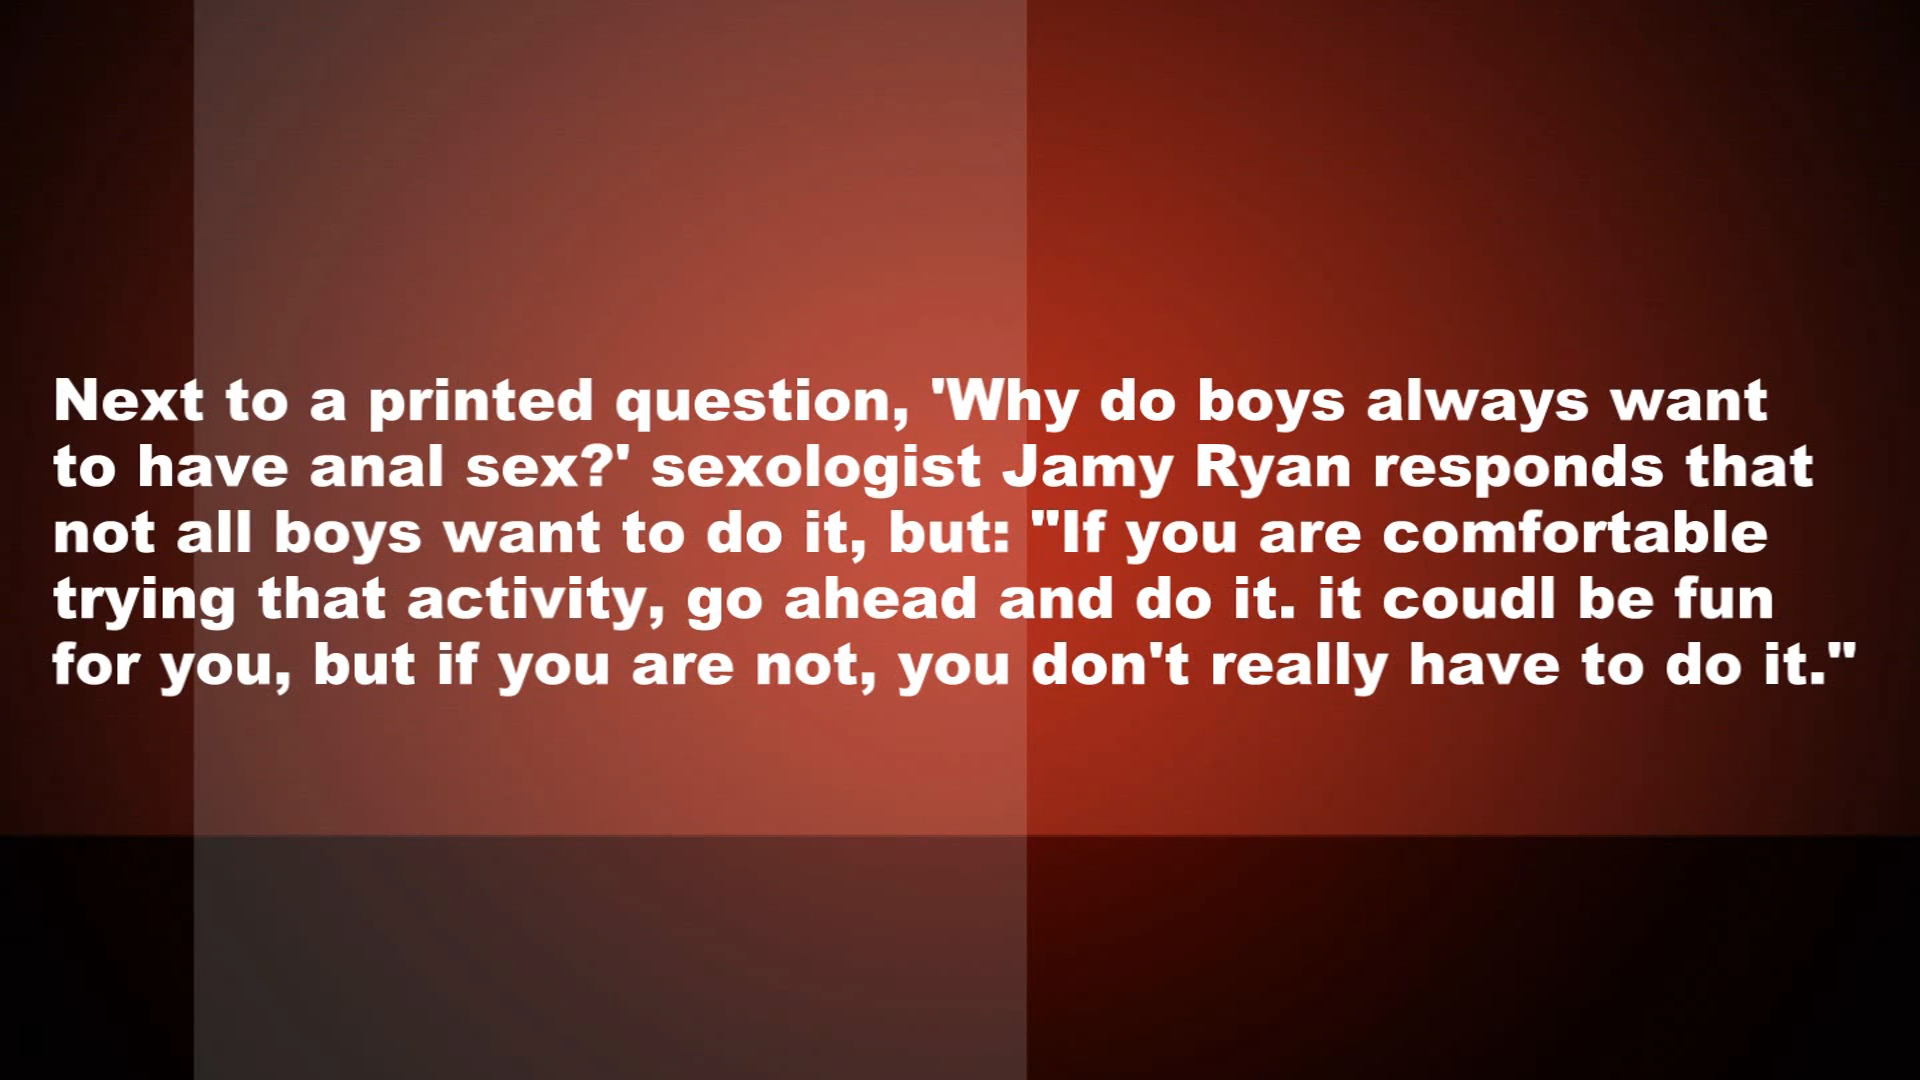 Next to a printed question, 'Why do boys always want
to have anal sex?' sexologist Jamy Ryan responds that
not all boys want to do it, but: "If you are comfortable
trying that activity, go ahead and do it. it coudl be fun
for you, but if you are not, you don't really have to do it."